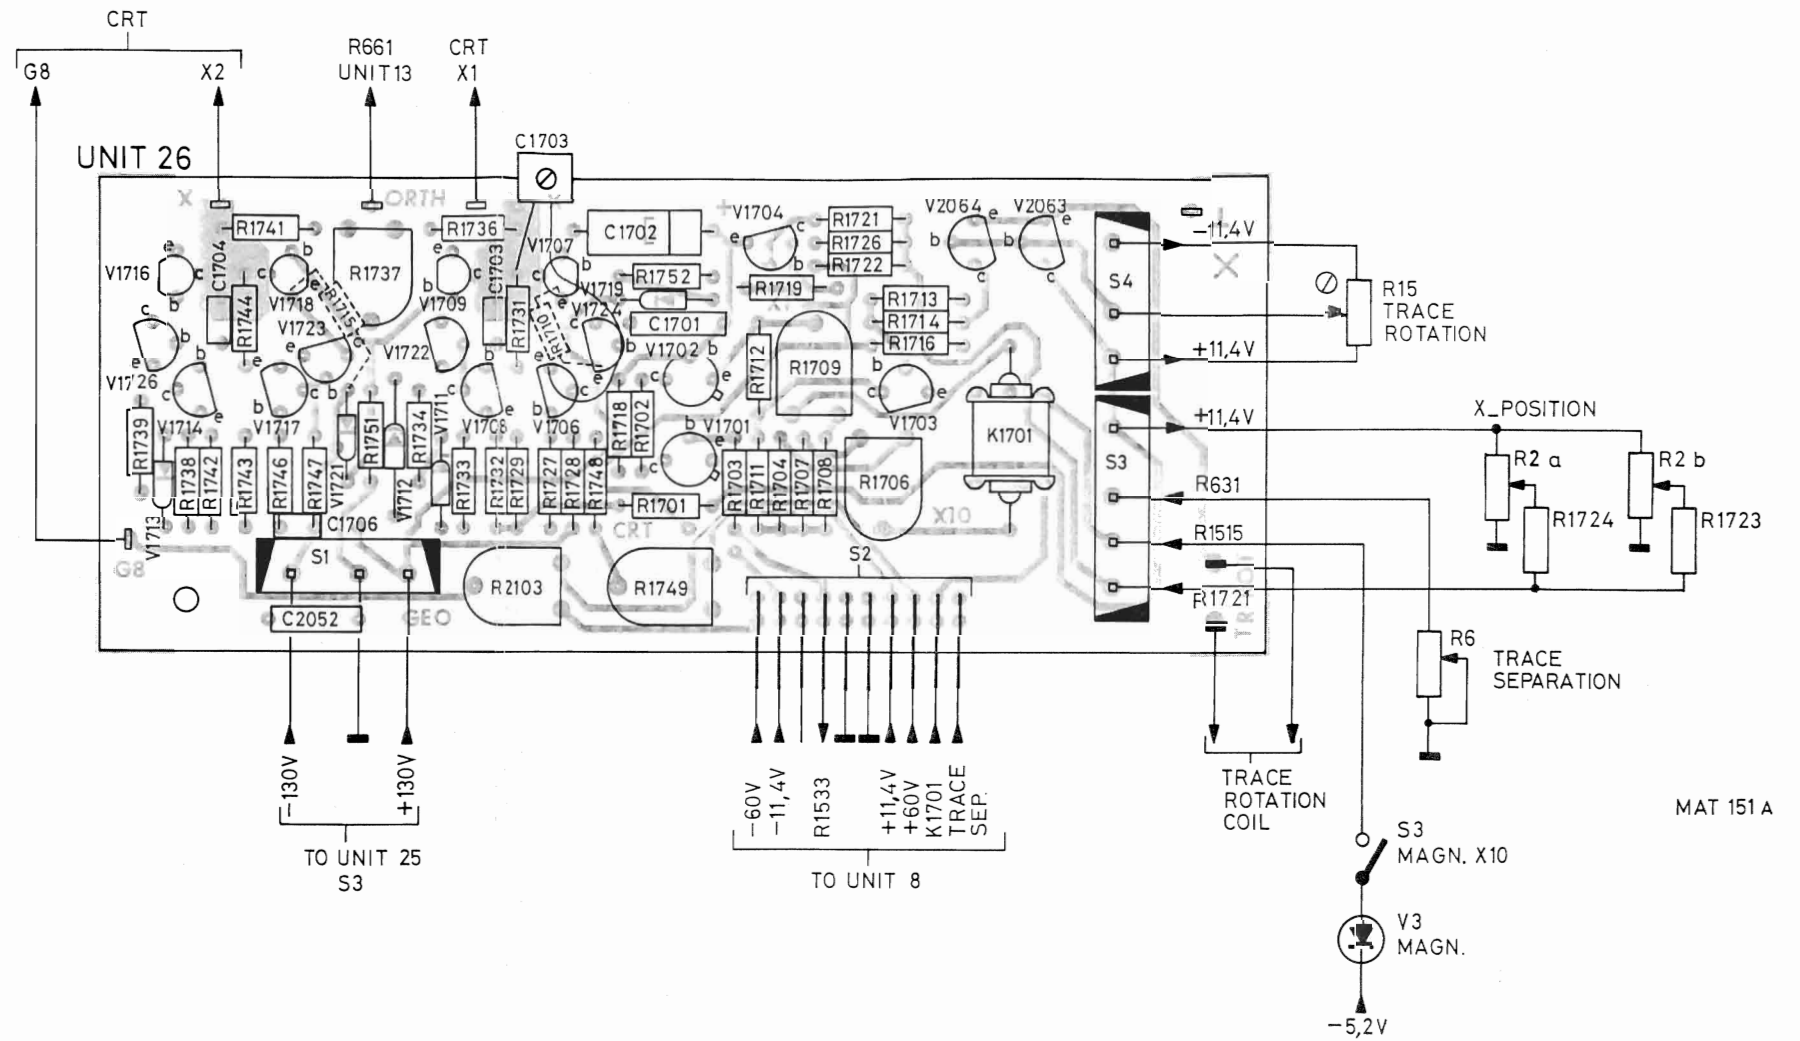 CRT
R661
CRT
G8
X2
UNIT13
X1
C1703
UNIT 26
X
ORTH
X
+
V1704
R1721
V2064
e
V2063
e
R1741
R1736
V1707
C1702
R1726
R1722
b
b
c
c
-11,4V
X
V1716
e
c
b
C1704
b
c
e
V1718
R1715
R1737
b
c
e
V1709
C1703
b
e
V1719
R1752
R1719
e
c
b
S4
R15
TRACE
ROTATION
R1744
V1723
V1722
R1731
R1710
C1701
R1713
R1714
R1716
+11,4V
V1726
V1702
R1712
R1709
b
c
e
V1703
K1701
+11,4V
X_POSITION
R1739
V1714
V1717
R1751
R1734
V1711
V1708
V1706
R1718
R1702
V1701
S3
R2 a
R2 b
R1738
R1742
R1743
R1746
R1747
V1721
V1712
R1733
R1732
R1729
R1727
R1728
R1748
R1703
R1711
R1704
R1707
R1708
R1706
R631
R1724
R1723
V1713
C1706
R1701
CRT
X10
R1515
G8
S1
S2
R2103
R1749
R1721
C2052
GEO
R6
TRACE
SEPARATION
-130V
+130V
-60V
-11,4V
R1533
+11,4V
+60V
K1701
TRACE
SEP.
TRACE
ROTATION
COIL
MAT 151 A
TO UNIT 25
S3
TO UNIT 8
S3
MAGN. X10
V3
MAGN.
-5,2V